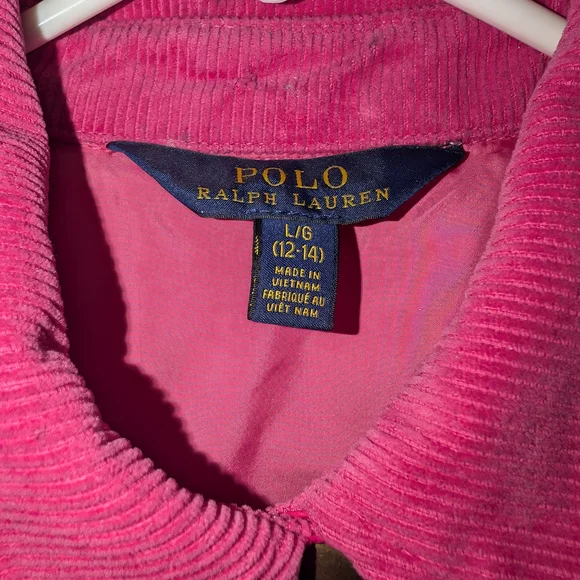 POLO
RALPH LAUREN
L/G
(12-14)
MADE IN
VIETNAM
FABRIQUÉ AU
VIÊT NAM